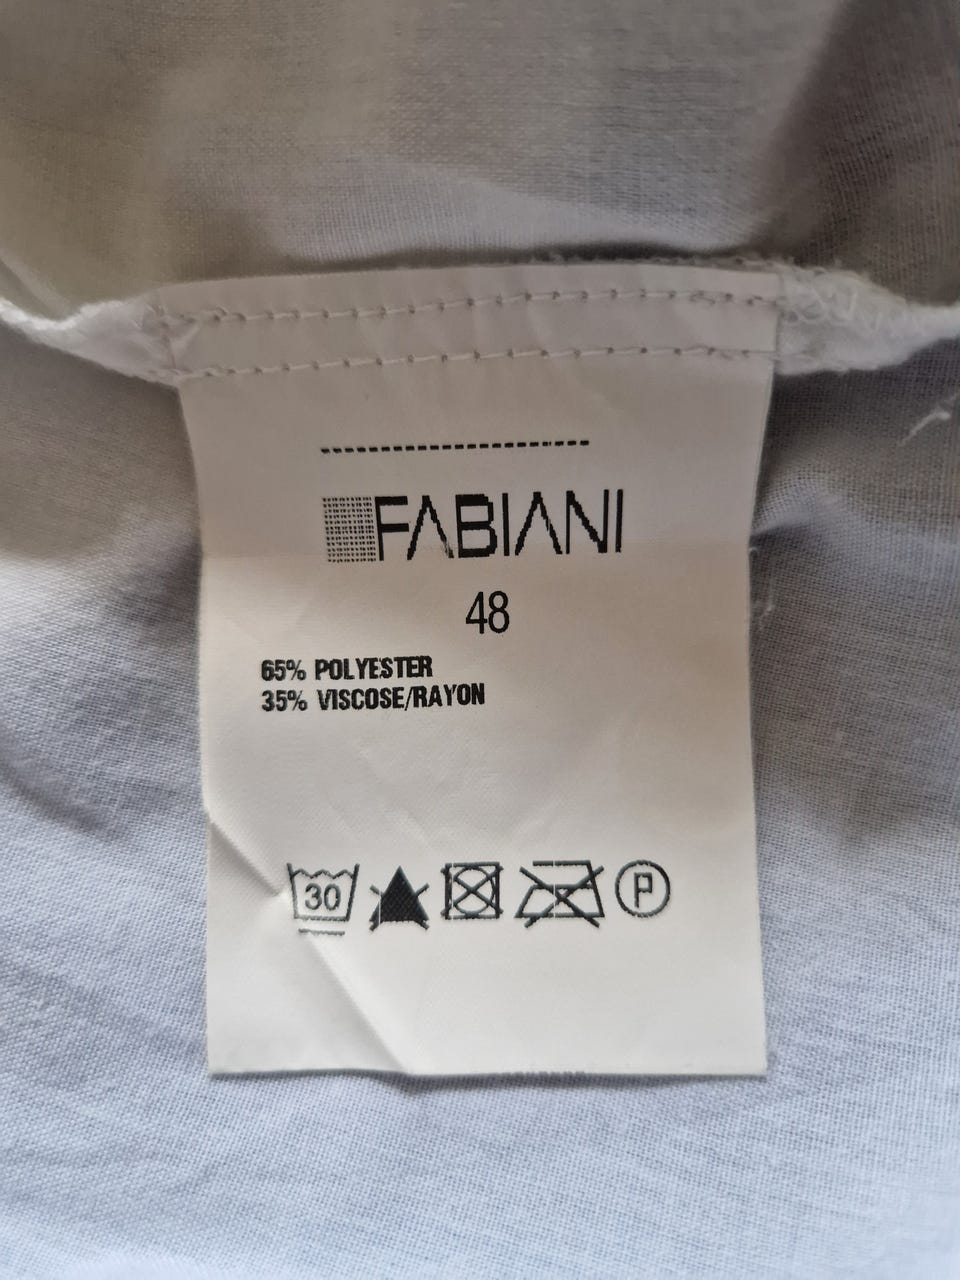 FABIANI
48
65% POLYESTER
35% VISCOSE/RAYON
30 P